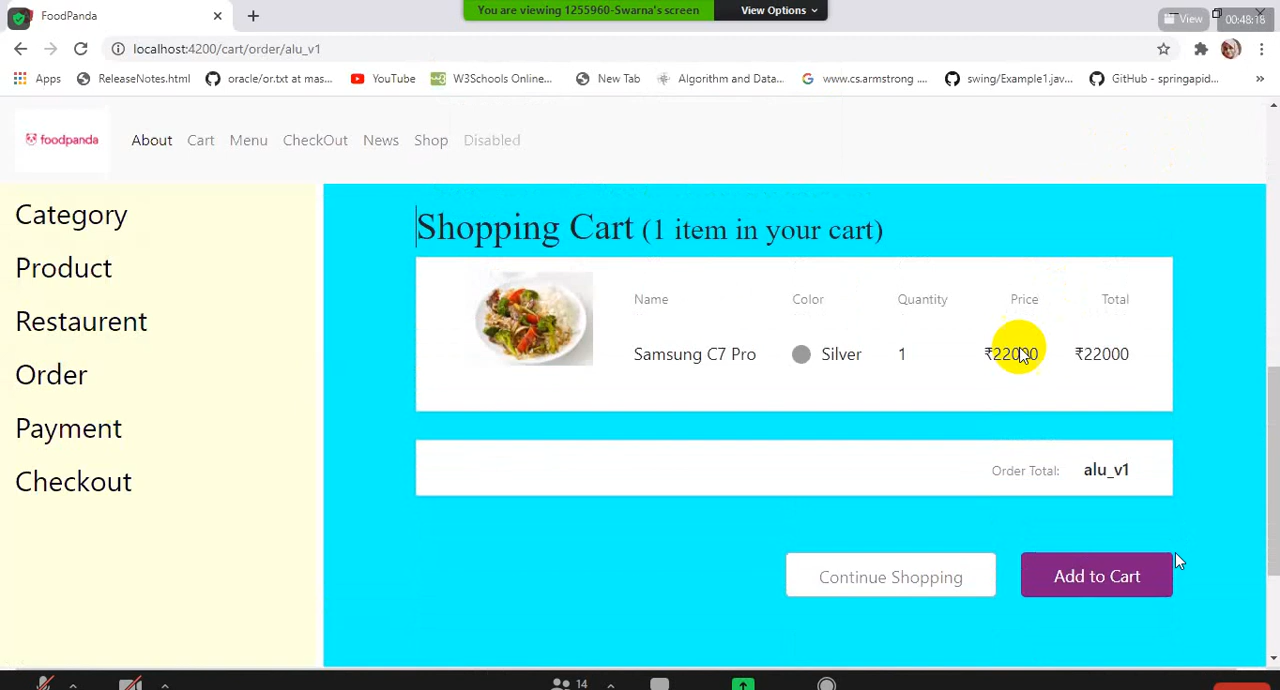 FoodPanda
You are viewing 1255960-Swarna's screen
View Options
View
00:48:18
localhost:4200/cart/order/alu_v1
Apps
ReleaseNotes.html
oracle/or.txt at mas...
YouTube
W3Schools Online...
New Tab
Algorithm and Data...
www.cs.armstrong ....
swing/Example1.jav...
GitHub - springapid...
»
foodpanda
About
Cart
Menu
CheckOut
News
Shop
Disabled
Category
Product
Restaurent
Order
Payment
Checkout
Shopping Cart (1 item in your cart)
Name Color Quantity Price Total
Samsung C7 Pro Silver 1 ₹22000 ₹22000
Order Total: alu_v1
Continue Shopping
Add to Cart
14